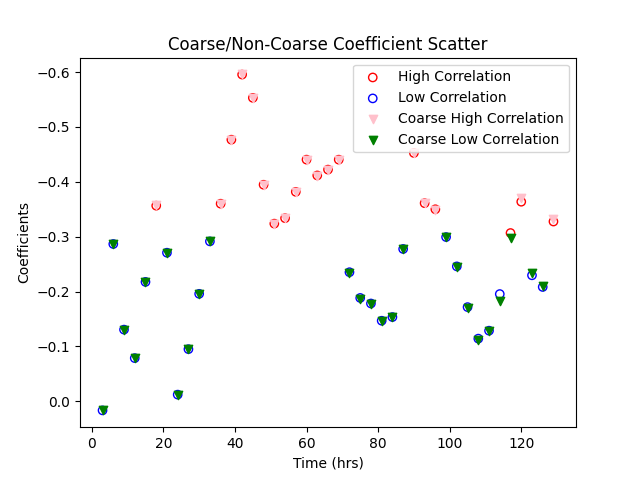 Coarse/Non-Coarse Coefficient Scatter
High Correlation
Low Correlation
Coarse High Correlation
Coarse Low Correlation
Coefficients
−0.6
−0.5
−0.4
−0.3
−0.2
−0.1
0.0
0 20 40 60 80 100 120
Time (hrs)